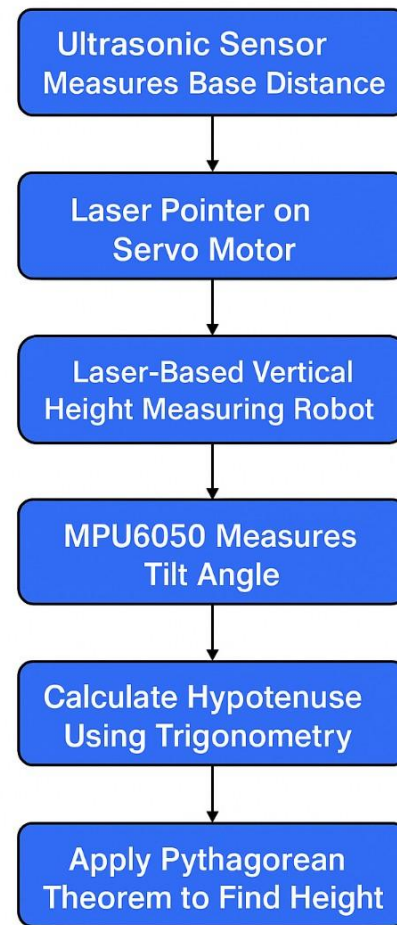 Ultrasonic Sensor
Measures Base Distance
Laser Pointer on
Servo Motor
Laser-Based Vertical
Height Measuring Robot
MPU6050 Measures
Tilt Angle
Calculate Hypotenuse
Using Trigonometry
Apply Pythagorean
Theorem to Find Height